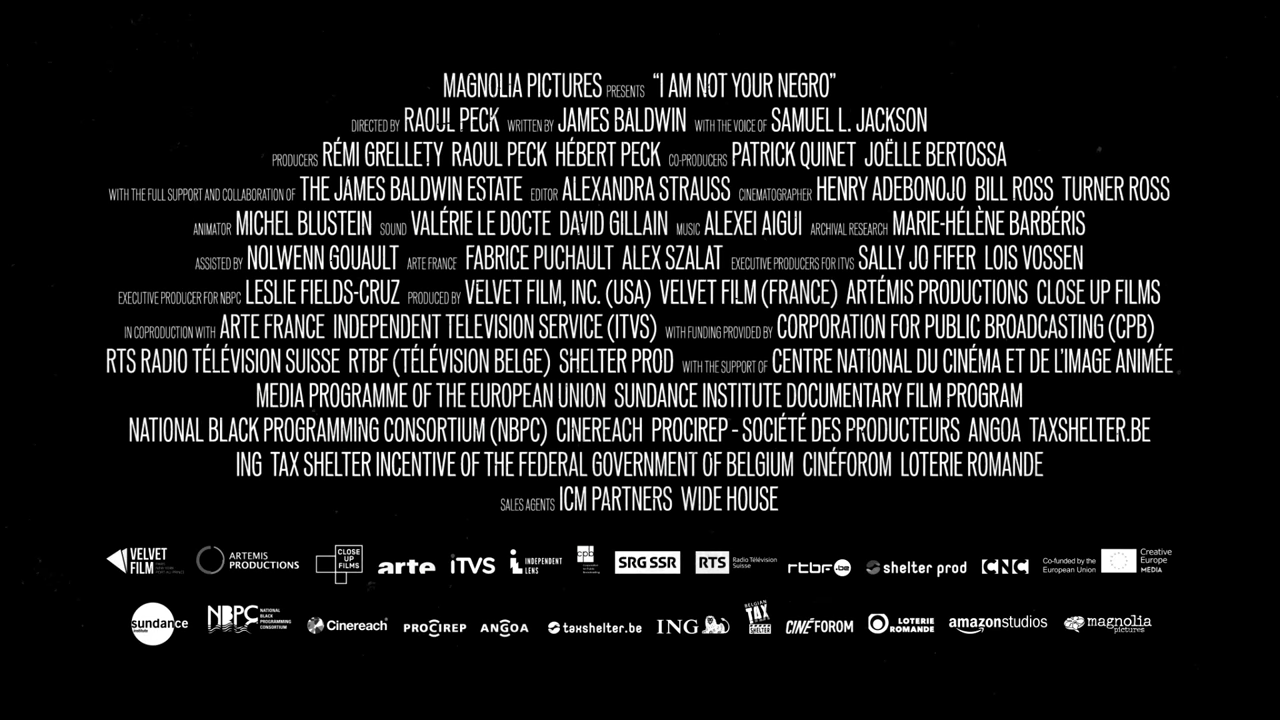 MAGNOLIA PICTURES PRESENTS "I AM NOT YOUR NEGRO"
DIRECTED BY RAOUL PECK WRITTEN BY JAMES BALDWIN WITH THE VOICE OF SAMUEL L. JACKSON
PRODUCERS RÉMI GRELLETY RAOUL PECK HÉBERT PECK CO-PRODUCERS PATRICK QUINET JOËLLE BERTOSSA
WITH THE FULL SUPPORT AND COLLABORATION OF THE JAMES BALDWIN ESTATE EDITOR ALEXANDRA STRAUSS CINEMATOGRAPHER HENRY ADEBONOJO BILL ROSS TURNER ROSS
ANIMATOR MICHEL BLUSTEIN SOUND VALÉRIE LE DOCTE DAVID GILLAIN MUSIC ALEXEI AIGUI ARCHIVAL RESEARCH MARIE-HÉLÈNE BARBÉRIS
ASSISTED BY NOLWENN GOUAULT ARTE FRANCE FABRICE PUCHAULT ALEX SZALAT EXECUTIVE PRODUCERS FOR ITVS SALLY JO FIFER LOIS VOSSEN
EXECUTIVE PRODUCER FOR NBPC LESLIE FIELDS-CRUZ PRODUCED BY VELVET FILM, INC. (USA) VELVET FILM (FRANCE) ARTÉMIS PRODUCTIONS CLOSE UP FILMS
IN COPRODUCTION WITH ARTE FRANCE INDEPENDENT TELEVISION SERVICE (ITVS) WITH FUNDING PROVIDED BY CORPORATION FOR PUBLIC BROADCASTING (CPB)
RTS RADIO TÉLÉVISION SUISSE RTBF (TÉLÉVISION BELGE) SHELTER PROD WITH THE SUPPORT OF CENTRE NATIONAL DU CINÉMA ET DE L'IMAGE ANIMÉE
MEDIA PROGRAMME OF THE EUROPEAN UNION SUNDANCE INSTITUTE DOCUMENTARY FILM PROGRAM
NATIONAL BLACK PROGRAMMING CONSORTIUM (NBPC) CINEREACH PROCIREP - SOCIÉTÉ DES PRODUCTEURS ANGOA TAXSHELTER.BE
ING TAX SHELTER INCENTIVE OF THE FEDERAL GOVERNMENT OF BELGIUM CINÉFOROM LOTERIE ROMANDE
SALES AGENTS ICM PARTNERS WIDE HOUSE
VELVET FILM ARTEMIS PRODUCTIONS CLOSE UP FILMS arte iTVS INDEPENDENT LENS cpb SRG SSR RTS Radio Télévision Suisse rtbf.be shelter prod CNC Co-funded by the European Union Creative Europe MEDIA
sundance institute NBPC NATIONAL BLACK PROGRAMMING CONSORTIUM Cinereach PROCIREP ANGOA taxshelter.be ING BELGIAN TAX SHELTER CINÉFOROM LOTERIE ROMANDE amazonstudios magnolia pictures